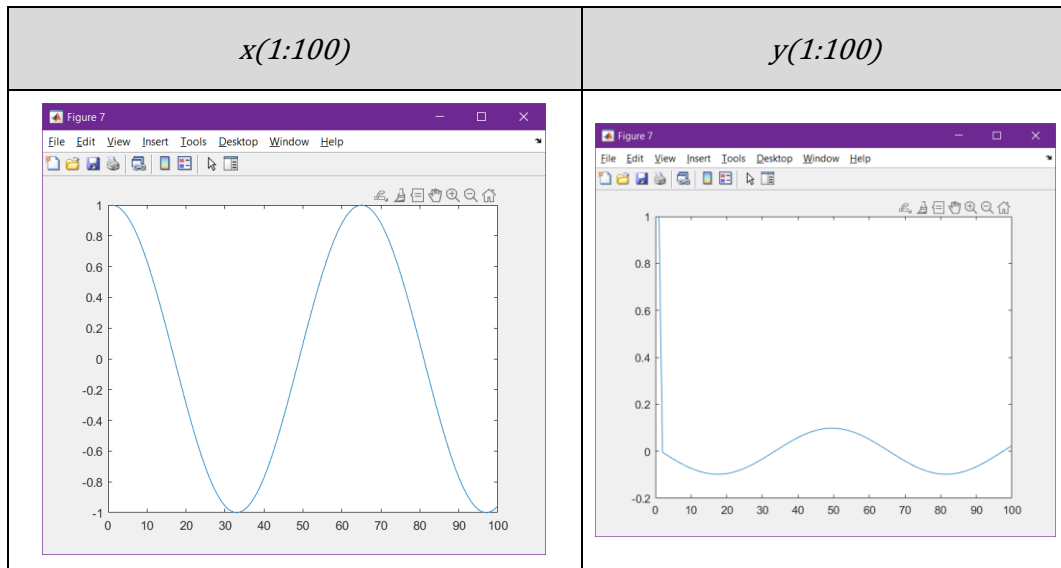 x(1:100)
y(1:100)
Figure 7
File Edit View Insert Tools Desktop Window Help
1
0.8
0.6
0.4
0.2
0
-0.2
-0.4
-0.6
-0.8
-1
0 10 20 30 40 50 60 70 80 90 100
Figure 7
File Edit View Insert Tools Desktop Window Help
1
0.8
0.6
0.4
0.2
0
-0.2
0 10 20 30 40 50 60 70 80 90 100